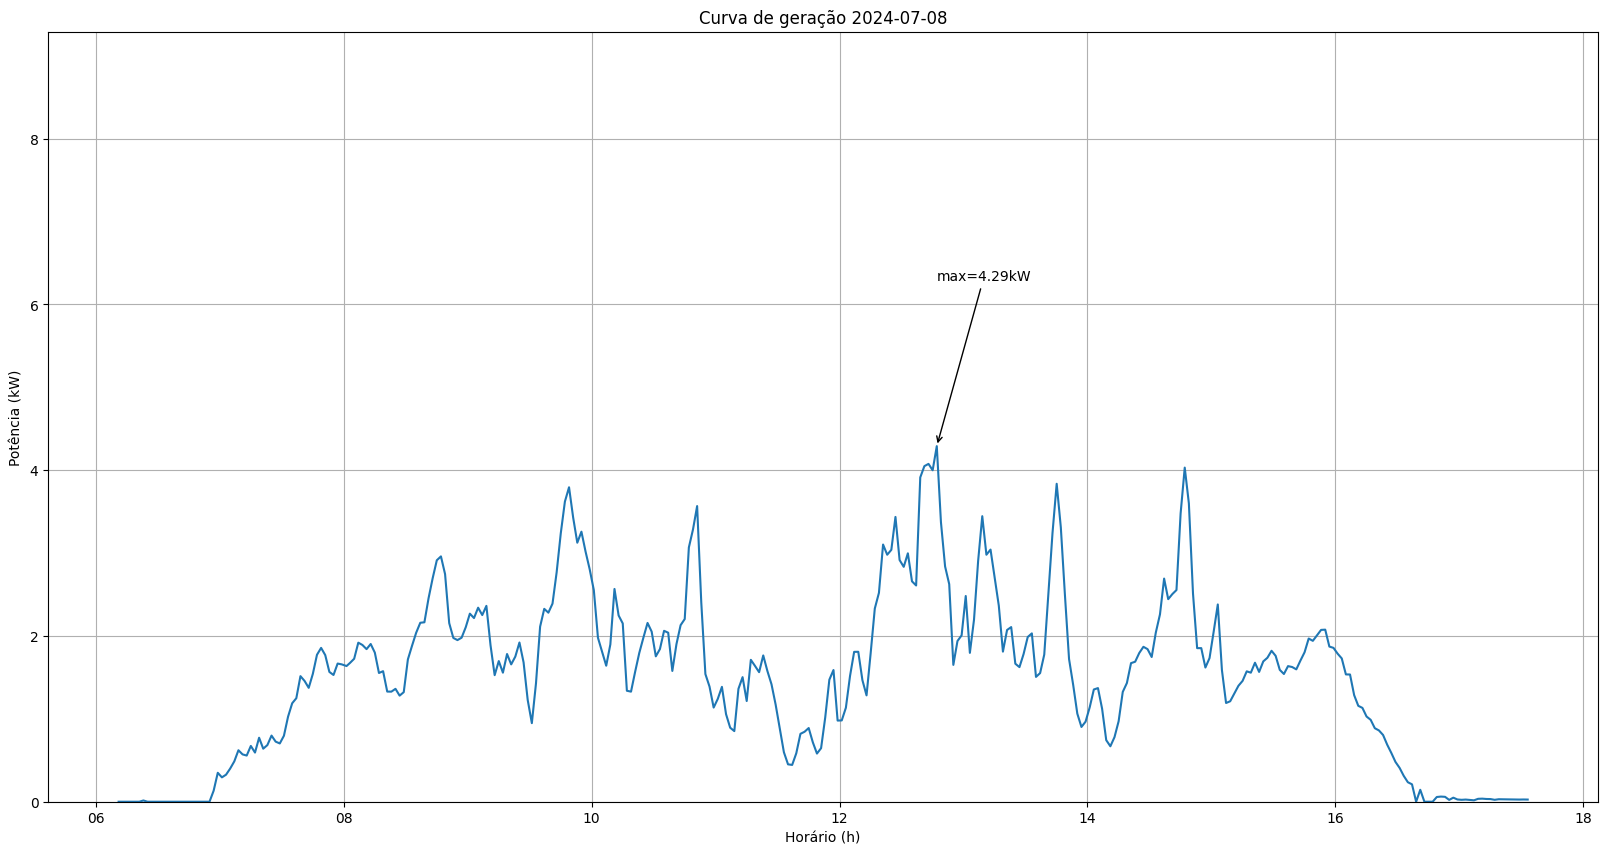 Curva de geração 2024-07-08
8
6
4
2
0
Potência (kW)
max=4.29kW
06 08 10 12 14 16 18
Horário (h)